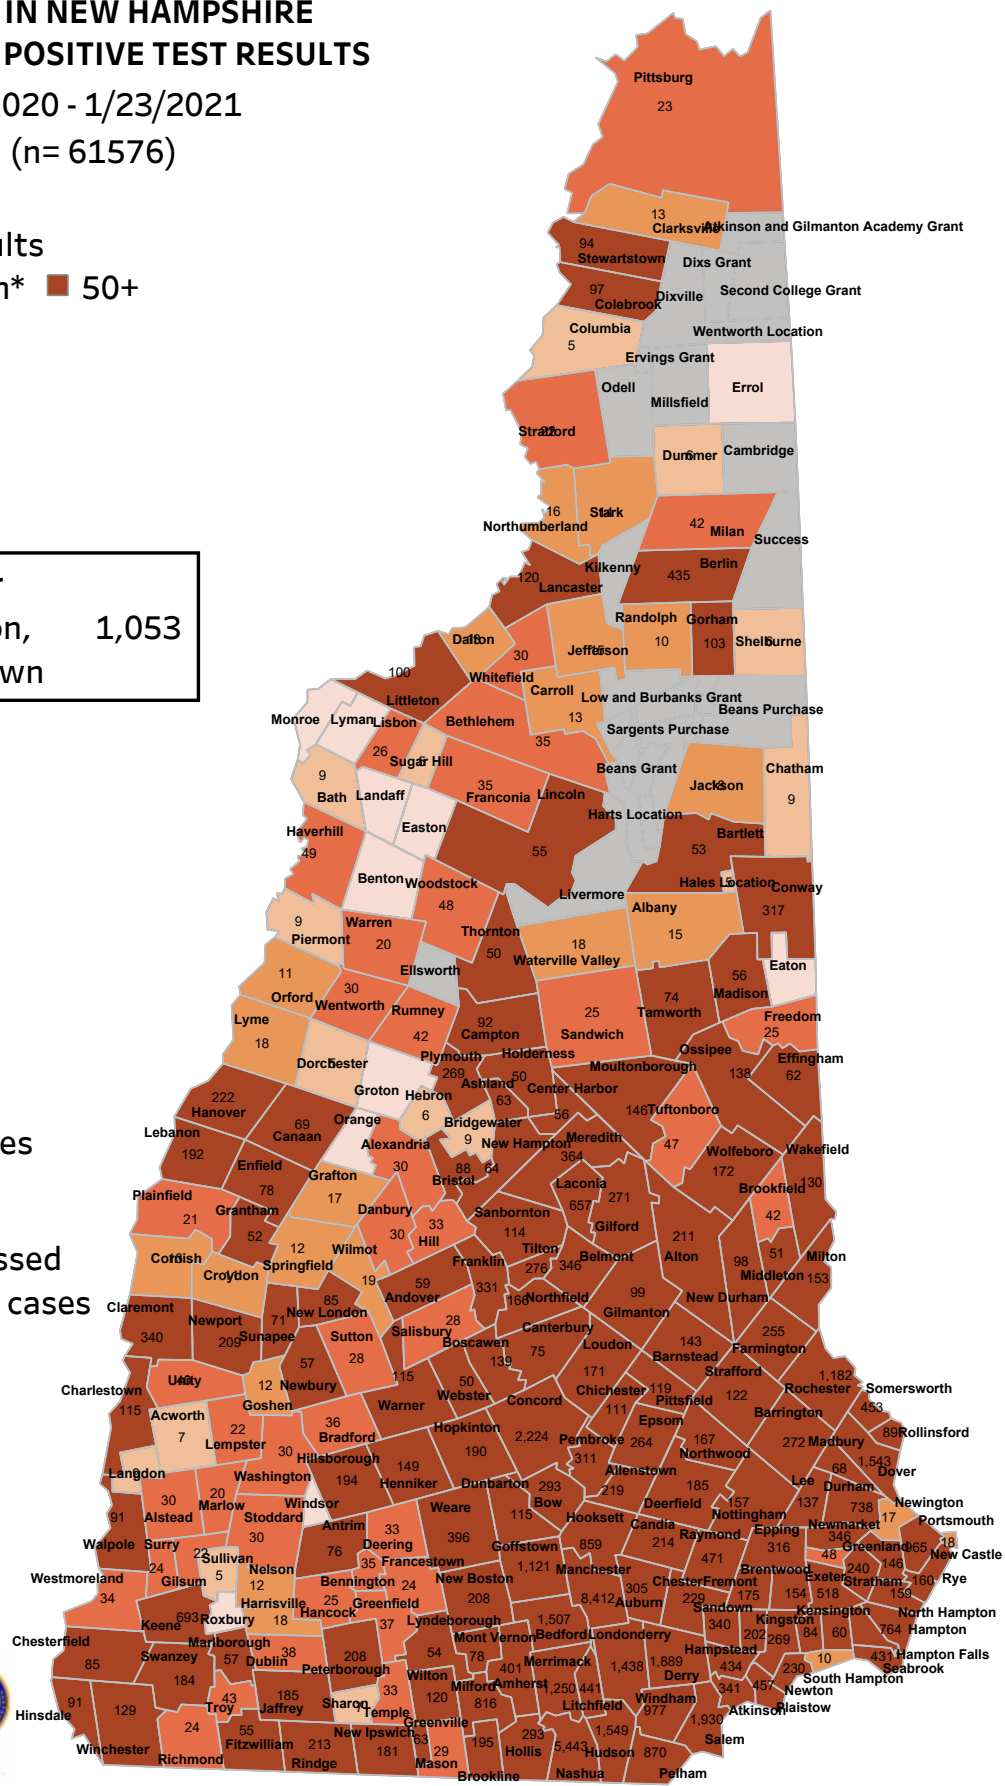 IN NEW HAMPSHIRE
POSITIVE TEST RESULTS
020 - 1/23/2021
(n= 61576)
ults
n* 50+
on, 1,053
wn
es
ssed
cases
Pittsburg
23
13
Clarksville
Atkinson and Gilmanton Academy Grant
94
Stewartstown
Dixs Grant
97
Colebrook
Dixville
Second College Grant
Columbia
5
Wentworth Location
Ervings Grant
Odell
Millsfield
Errol
Stratford
Dummer
Cambridge
16
Stark
Northumberland
42
Milan
Success
Kilkenny
Berlin
435
120
Lancaster
Randolph
10
Gorham
103
Shelburne
Dalton
30
Whitefield
Jefferson
100
Littleton
Carroll
13
Low and Burbanks Grant
Beans Purchase
Sargents Purchase
Monroe
Lyman
Lisbon
26
Bethlehem
35
Sugar Hill
Beans Grant
Chatham
9
9
Bath
Landaff
35
Franconia
Lincoln
55
Jackson
Harts Location
Haverhill
49
Easton
Bartlett
53
Benton
Woodstock
48
Livermore
Hales Location
Conway
317
9
Piermont
Warren
20
Thornton
50
18
Waterville Valley
Albany
15
Ellsworth
Eaton
11
Orford
30
Wentworth
56
Madison
Lyme
18
Rumney
42
25
Sandwich
74
Tamworth
Freedom
25
92
Campton
Plymouth
269
Holderness
50
Ossipee
138
Effingham
62
Dorchester
Groton
Ashland
63
Moultonborough
146
Center Harbor
56
Tuftonboro
47
222
Hanover
Hebron
6
Bridgewater
9
Lebanon
192
69
Canaan
Orange
Alexandria
30
New Hampton
64
Meredith
364
Wolfeboro
172
Wakefield
130
Enfield
78
Grafton
17
88
Bristol
Laconia
657
271
Gilford
Brookfield
42
Plainfield
21
Grantham
52
Danbury
30
33
Hill
Sanbornton
114
211
Alton
Cornish
12
Springfield
Wilmot
19
Franklin
331
Tilton
276
Belmont
346
98
New Durham
51
Middleton
Milton
153
Croydon
85
New London
59
Andover
166
Northfield
99
Gilmanton
Claremont
340
Newport
209
71
Sunapee
Sutton
28
Salisbury
28
Boscawen
139
Canterbury
75
Loudon
171
143
Barnstead
255
Farmington
Unity
12
Goshen
57
Newbury
115
Warner
50
Webster
Strafford
122
1,182
Rochester
Somersworth
453
Charlestown
115
Acworth
7
22
Lempster
36
Bradford
Concord
2,224
Chichester
111
119
Pittsfield
Barrington
272
89
Rollinsford
Langdon
30
Washington
Hillsborough
194
Hopkinton
190
Pembroke
311
Epsom
264
167
Northwood
Madbury
68
1,543
Dover
30
Alstead
20
Marlow
Windsor
149
Henniker
Dunbarton
115
293
Bow
Allenstown
219
185
Deerfield
157
Nottingham
Lee
137
Durham
738
Newington
17
91
Walpole
Stoddard
30
Antrim
76
33
Deering
Weare
396
Hooksett
859
Candia
214
Raymond
471
Epping
316
Newmarket
346
Portsmouth
965
Surry
24
22
Gilsum
Sullivan
5
Nelson
12
35
Bennington
Francestown
24
Goffstown
1,121
Manchester
8,412
48
Greenland
146
18
New Castle
Westmoreland
34
Harrisville
18
25
Hancock
Greenfield
37
New Boston
208
305
Auburn
Chester
229
Fremont
175
Brentwood
154
Exeter
518
240
Stratham
160
Rye
159
North Hampton
Keene
693
Roxbury
Marlborough
57
Lyndeborough
54
1,507
Bedford
Londonderry
1,438
Sandown
340
202
Kingston
269
Kensington
84
60
764
Hampton
Chesterfield
85
Swanzey
184
38
Dublin
208
Peterborough
Mont Vernon
78
Merrimack
1,250
1,889
Derry
Hampstead
434
230
Newton
10
South Hampton
431
Hampton Falls
Seabrook
Wilton
120
Milford
816
401
Amherst
441
Litchfield
Windham
977
341
Atkinson
457
Plaistow
91
Hinsdale
129
Winchester
43
Troy
185
Jaffrey
Sharon
33
Temple
24
Richmond
55
Fitzwilliam
213
Rindge
New Ipswich
181
Greenville
63
29
Mason
195
Brookline
293
Hollis
5,443
Nashua
1,549
Hudson
870
Pelham
1,930
Salem